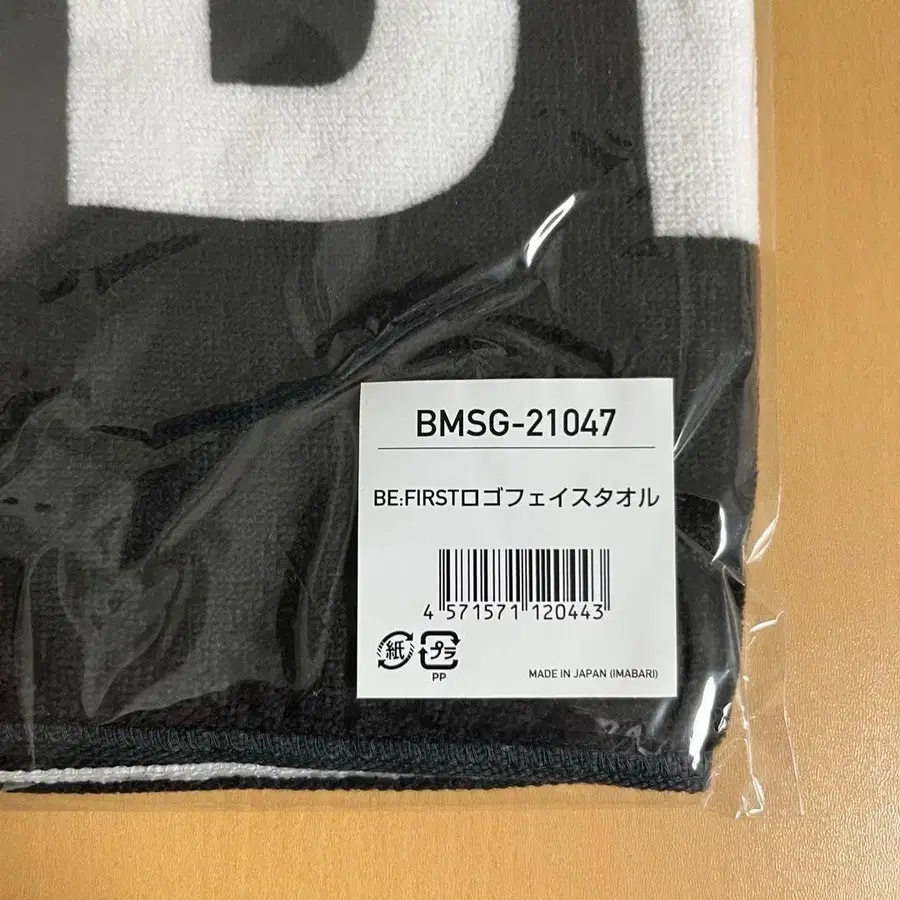 BMSG-21047
BE:FIRSTロゴフェイスタオル
4 571571 120443
紙 プラ
PP
MADE IN JAPAN (IMABARI)